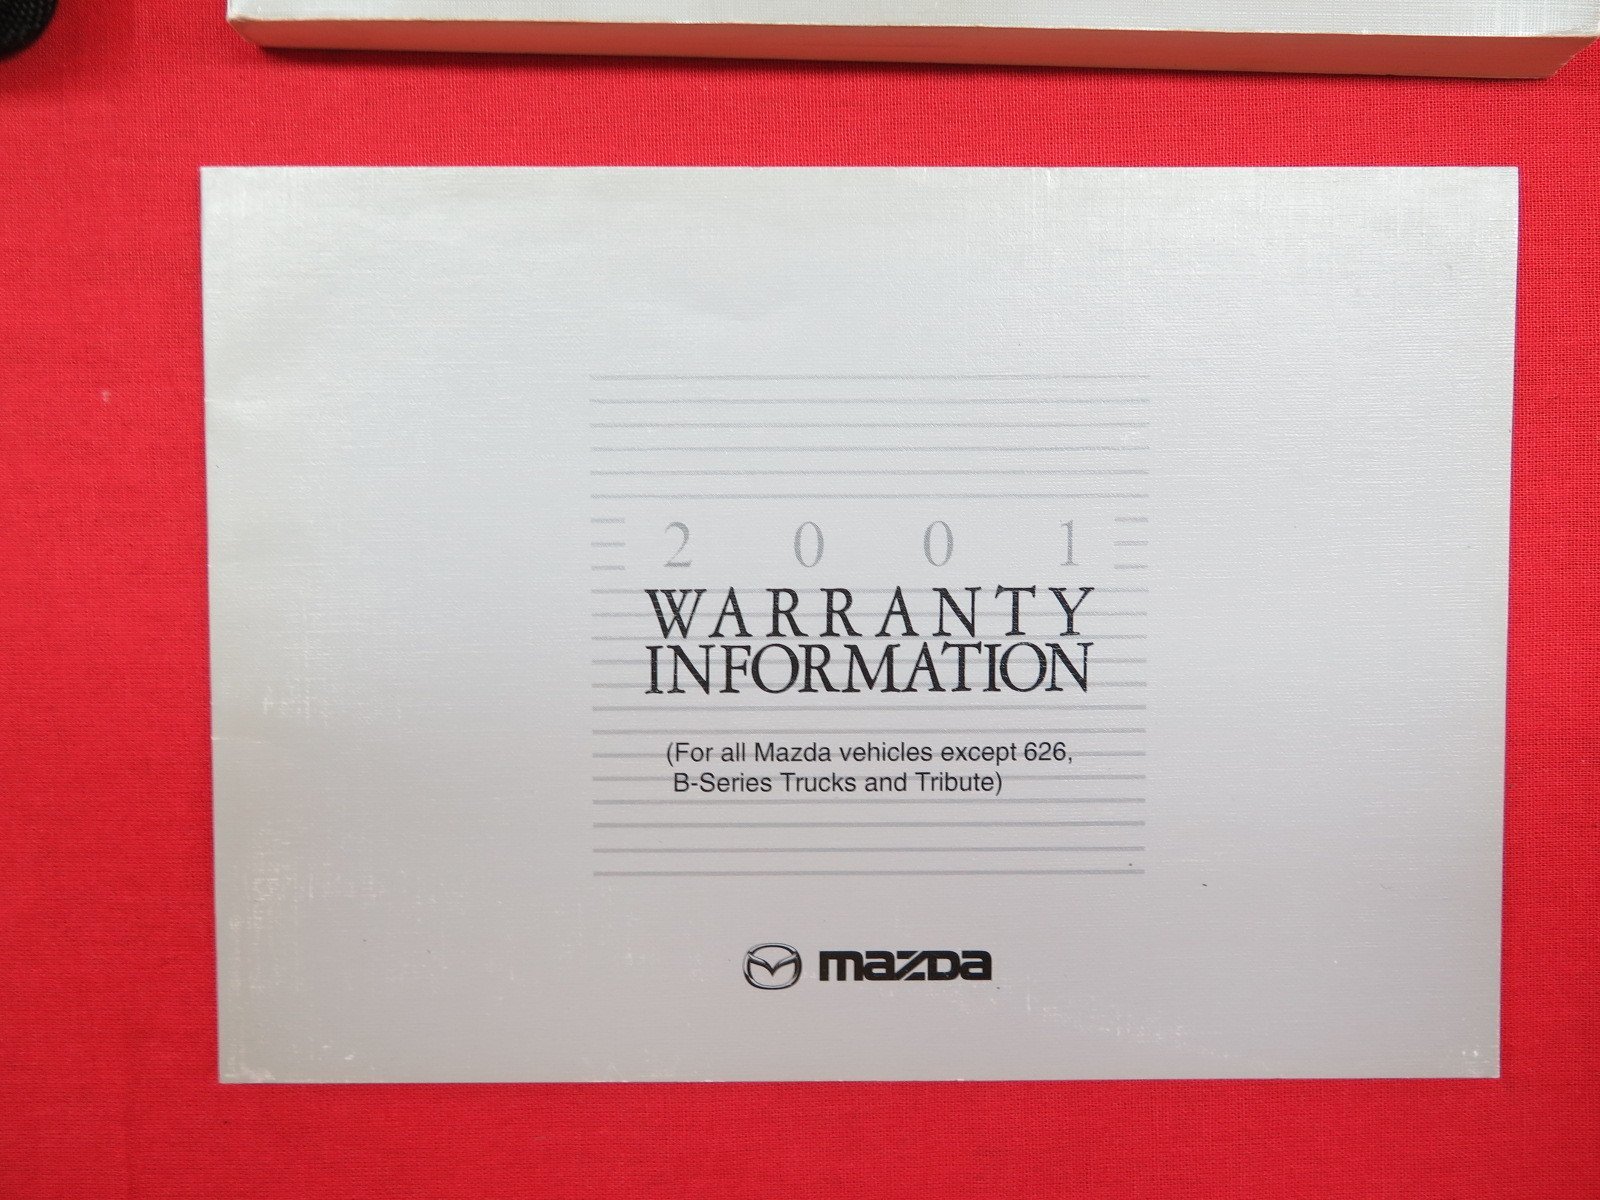 2001
WARRANTY
INFORMATION
(For all Mazda vehicles except 626,
B-Series Trucks and Tribute)
mazda